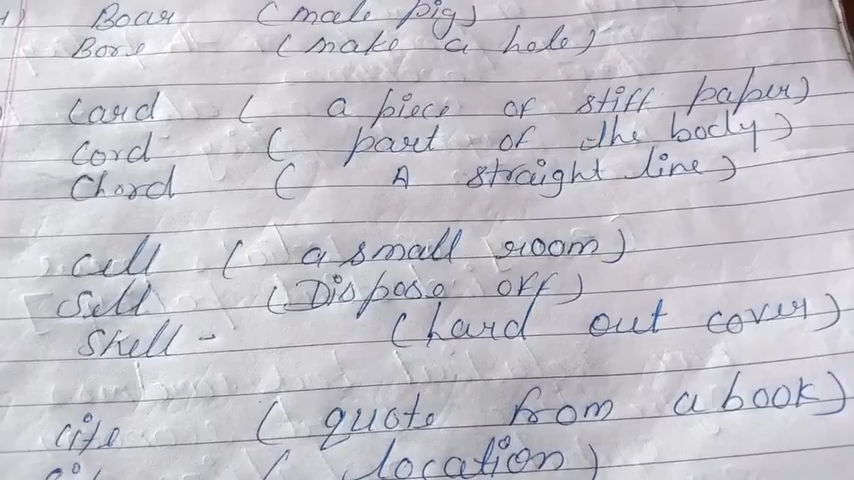 Boar (male pig)
Bore (make a hole)
Card ( a piece of stiff paper)
Cord ( part of the body)
Chord ( A straight line)
Cell ( a small room)
Sell (Dispose off)
Shell - (hard out cover)
Cite ( quote from a book)
( location)